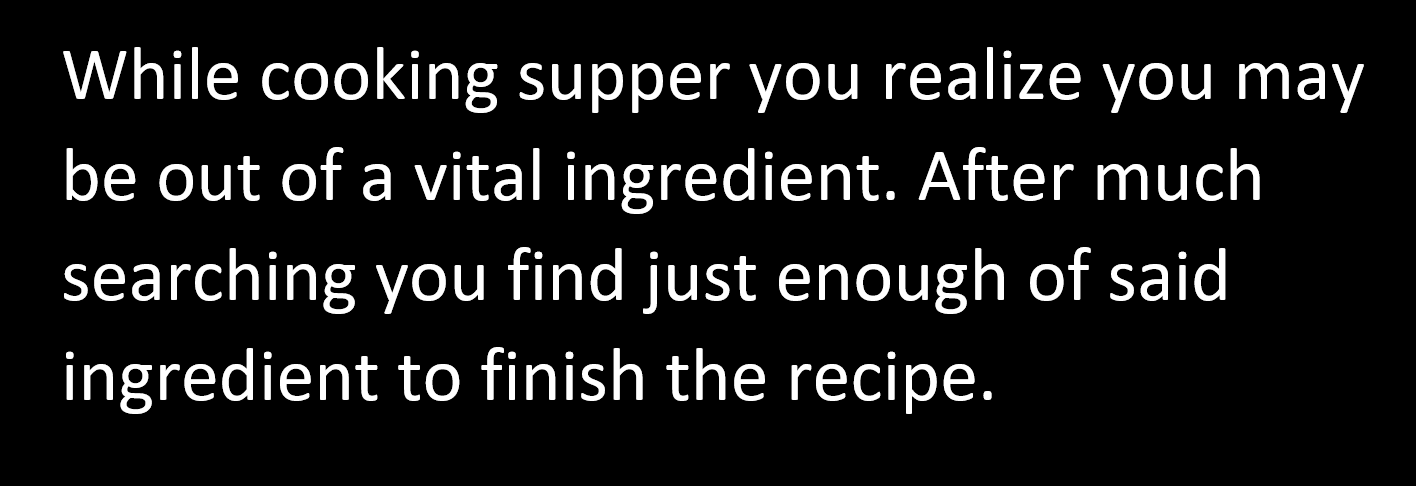 While cooking supper you realize you may
be out of a vital ingredient. After much
searching you find just enough of said
ingredient to finish the recipe.